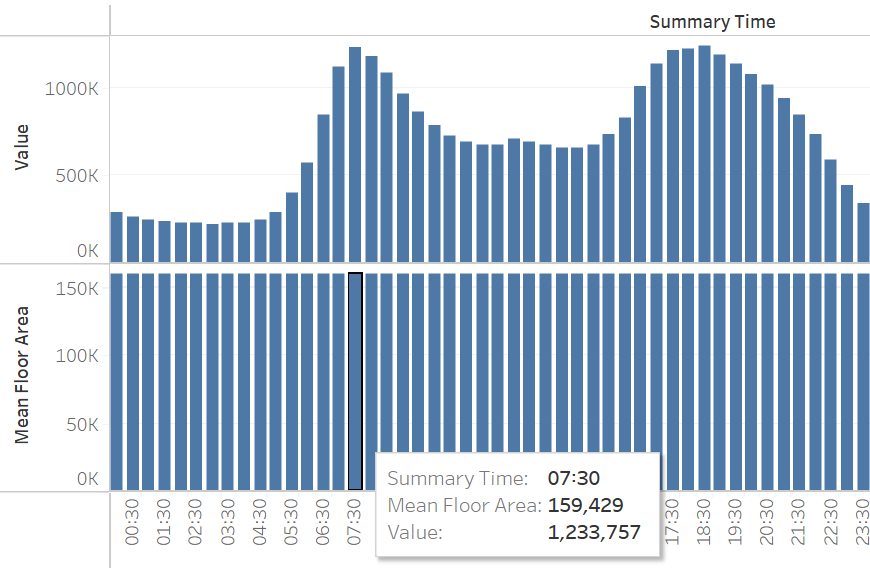 Summary Time
Value
1000K
500K
0K
Mean Floor Area
150K
100K
50K
0K
Summary Time: 07:30
Mean Floor Area: 159,429
Value: 1,233,757
00:30
01:30
02:30
03:30
04:30
05:30
06:30
07:30
17:30
18:30
19:30
20:30
21:30
22:30
23:30